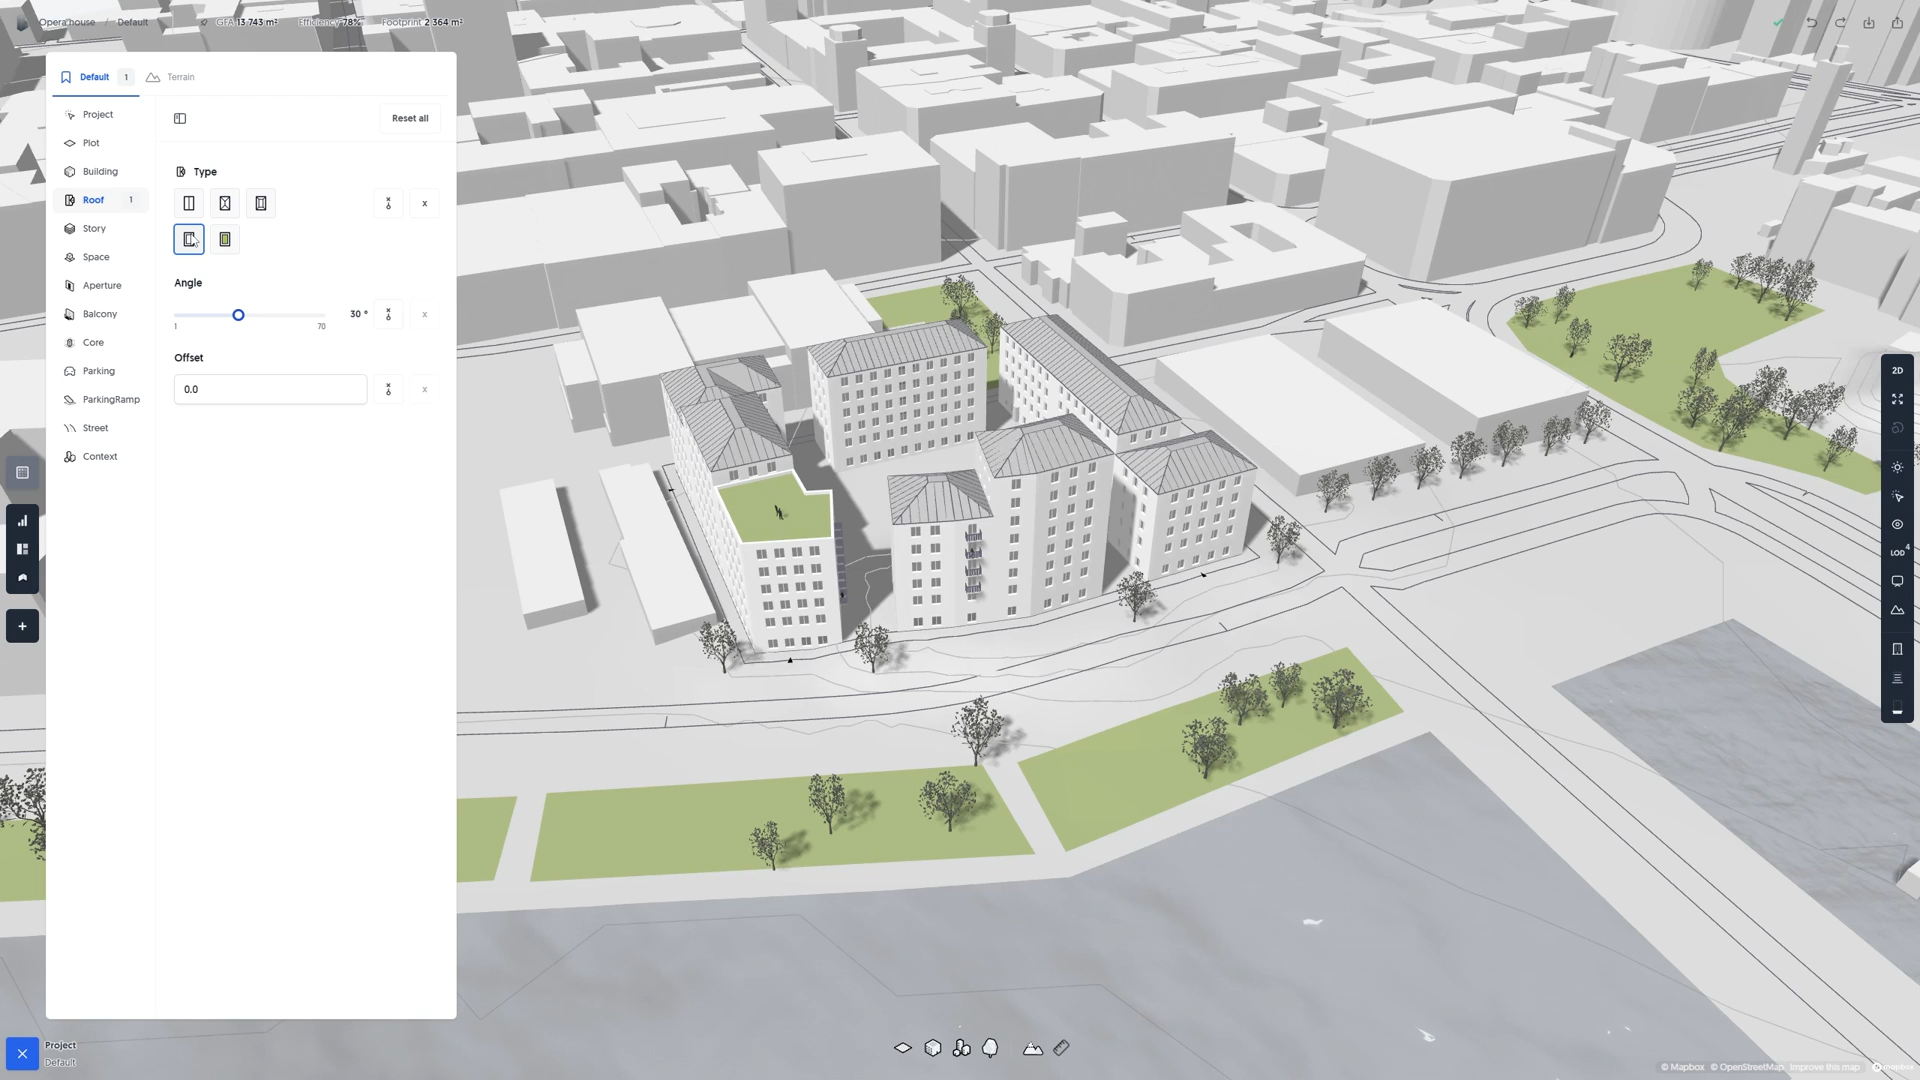 Opera house / Default GFA 13 743 m² Efficiency 78% Footprint 2 364 m²
Default 1 Terrain
Project
Reset all
Plot
Building
Type
Roof 1
Story
Space
Aperture
Angle
Balcony
30 °
1 70
Core
Offset
Parking
0.0
ParkingRamp
Street
Context
2D
LOD 4
Project
Default
© Mapbox © OpenStreetMap Improve this map mapbox